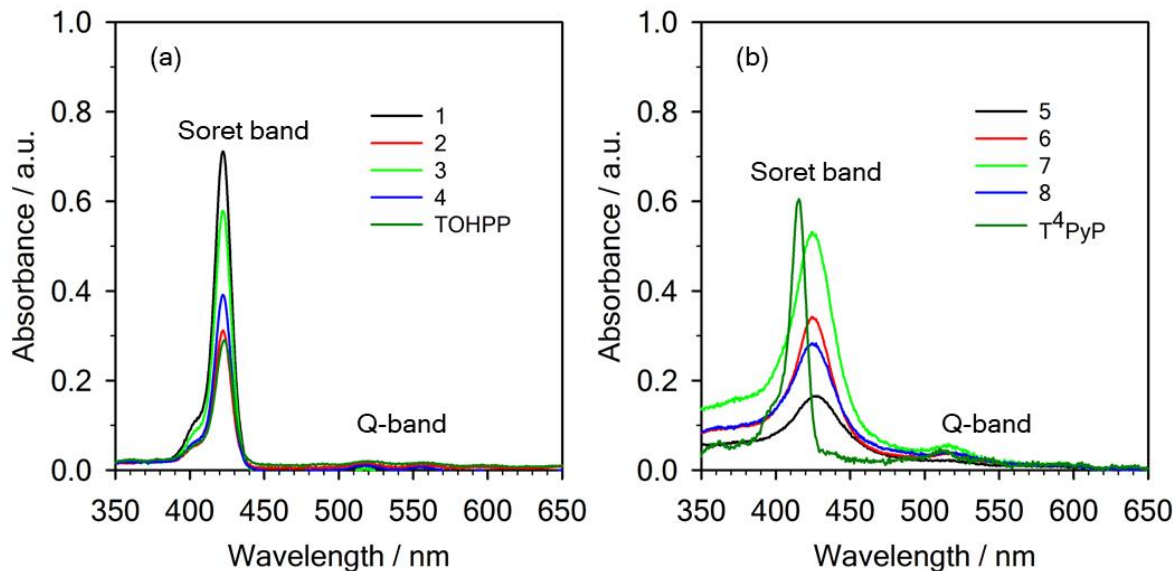 (a)
Soret band
1
2
3
4
TOHPP
Q-band
Absorbance / a.u.
1.0
0.8
0.6
0.4
0.2
0.0
350 400 450 500 550 600 650
Wavelength / nm
(b)
Soret band
5
6
7
8
T⁴PyP
Q-band
Absorbance / a.u.
1.0
0.8
0.6
0.4
0.2
0.0
350 400 450 500 550 600 650
Wavelength / nm